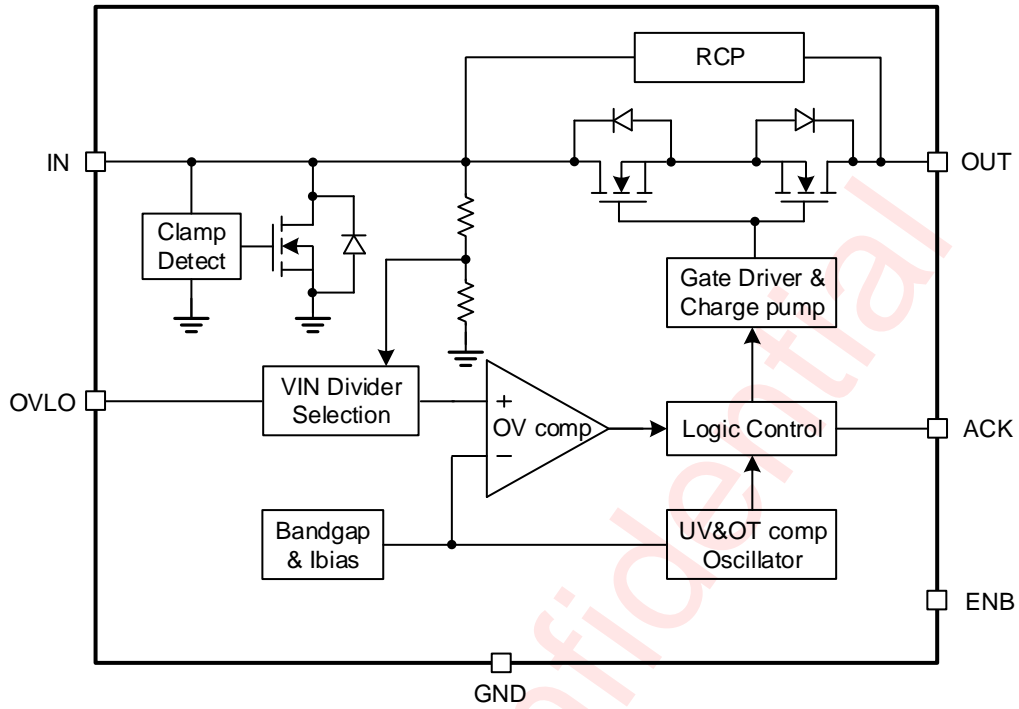 RCP
IN
OUT
Clamp
Detect
Gate Driver &
Charge pump
OVLO
VIN Divider
Selection
+
OV comp
−
Logic Control
ACK
Bandgap
& Ibias
UV&OT comp
Oscillator
ENB
GND
nfidential